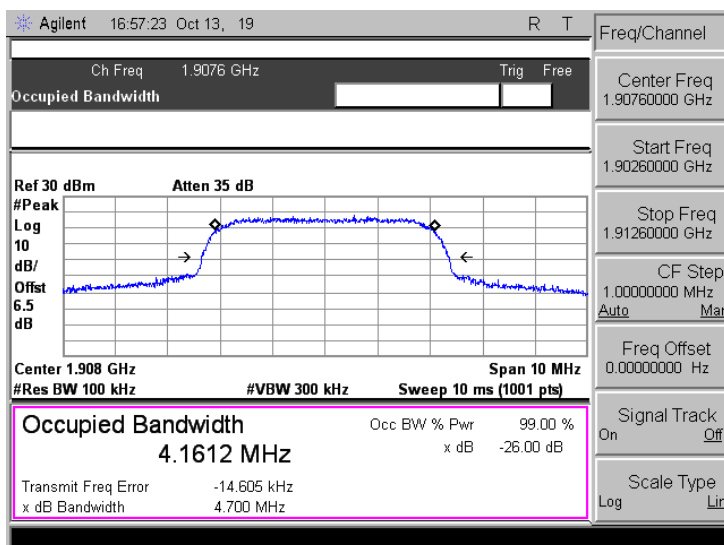 Agilent 16:57:23 Oct 13, 19 R T
Freq/Channel
Ch Freq 1.9076 GHz Trig Free
Occupied Bandwidth
Center Freq
1.90760000 GHz
Start Freq
1.90260000 GHz
Stop Freq
1.91260000 GHz
CF Step
1.00000000 MHz
Auto Man
Freq Offset
0.00000000 Hz
Signal Track
On Off
Scale Type
Log Lin
Ref 30 dBm Atten 35 dB
#Peak
Log
10
dB/
Offst
6.5
dB
Center 1.908 GHz Span 10 MHz
#Res BW 100 kHz #VBW 300 kHz Sweep 10 ms (1001 pts)
Occupied Bandwidth Occ BW % Pwr 99.00 %
4.1612 MHz x dB -26.00 dB
Transmit Freq Error -14.605 kHz
x dB Bandwidth 4.700 MHz